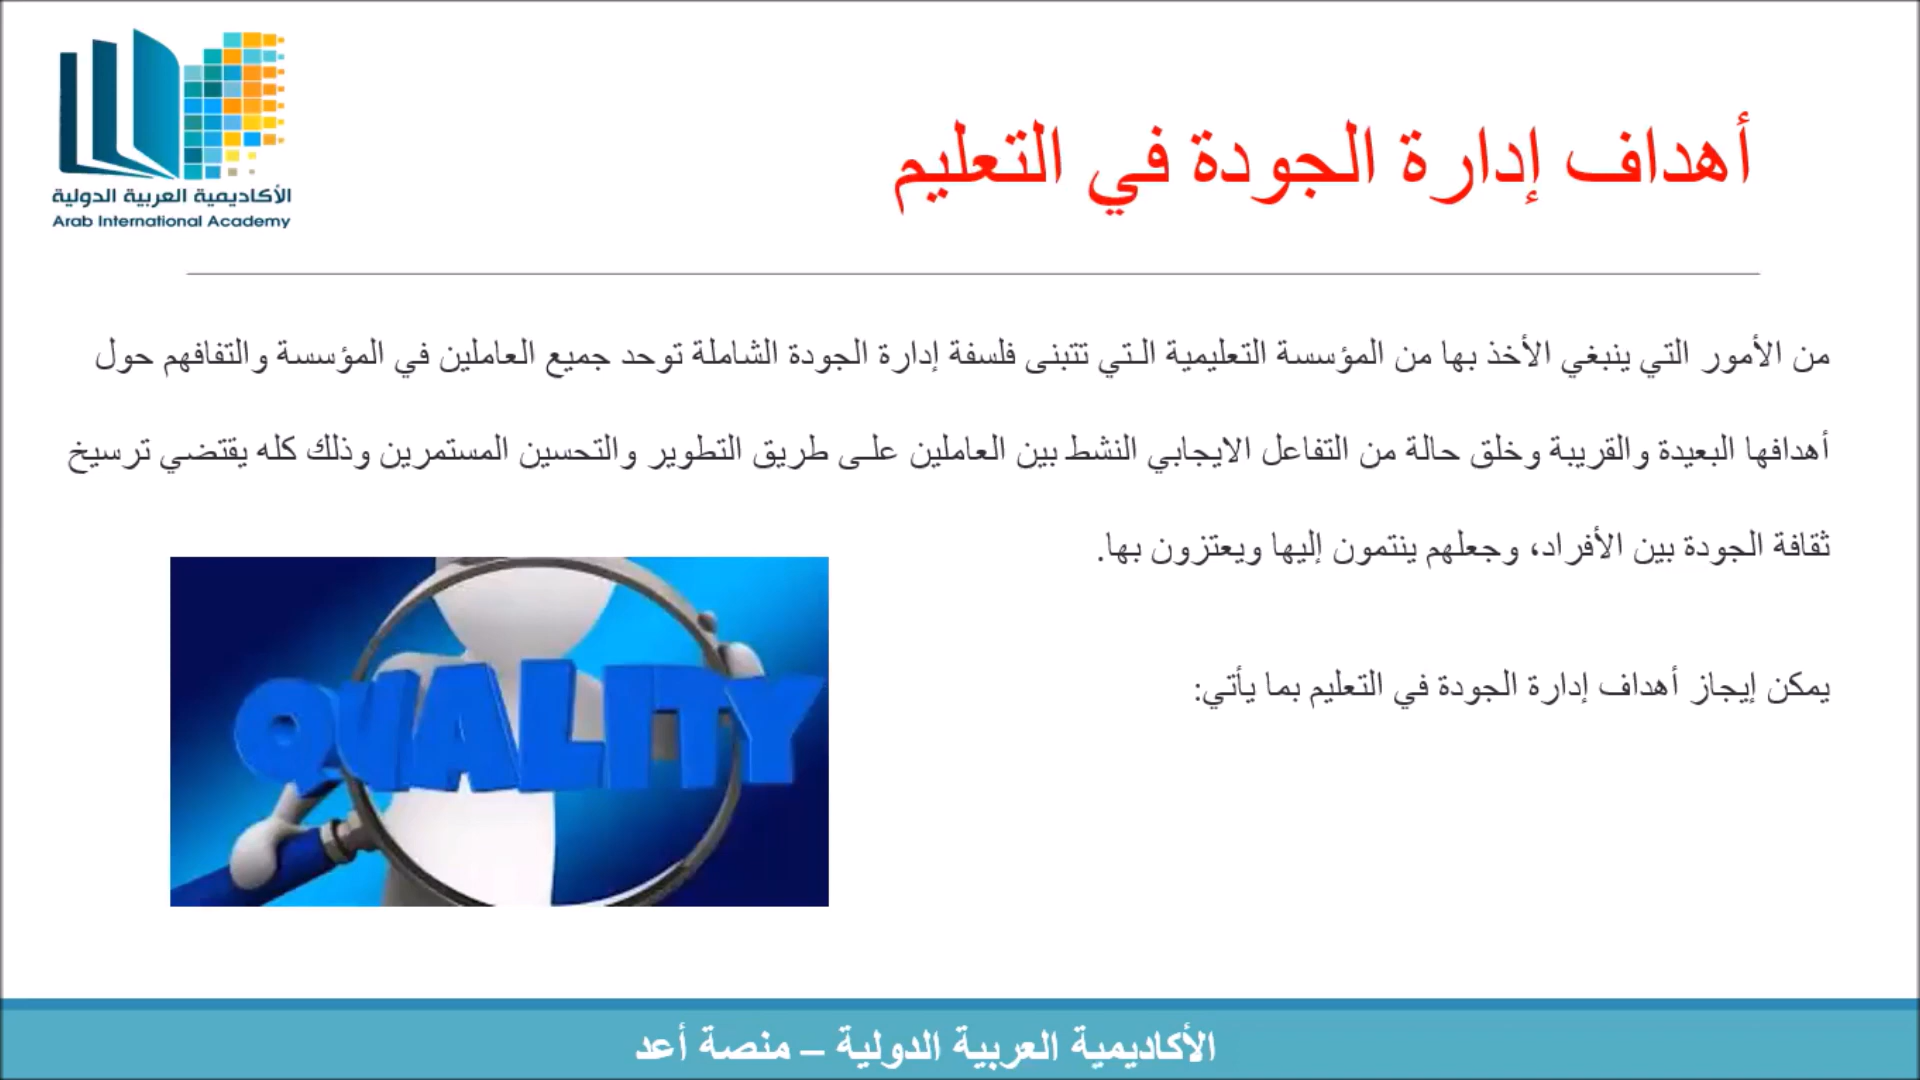 الأكاديمية العربية الدولية
Arab International Academy
أهداف إدارة الجودة في التعليم
من الأمور التي ينبغي الأخذ بها من المؤسسة التعليمية التي تتبنى فلسفة إدارة الجودة الشاملة توحد جميع العاملين في المؤسسة والتفافهم حول
أهدافها البعيدة والقريبة وخلق حالة من التفاعل الايجابي النشط بين العاملين على طريق التطوير والتحسين المستمرين وذلك كله يقتضي ترسيخ
ثقافة الجودة بين الأفراد، وجعلهم ينتمون إليها ويعتزون بها.
يمكن إيجاز أهداف إدارة الجودة في التعليم بما يأتي:
QUALITY
الأكاديمية العربية الدولية – منصة أعد